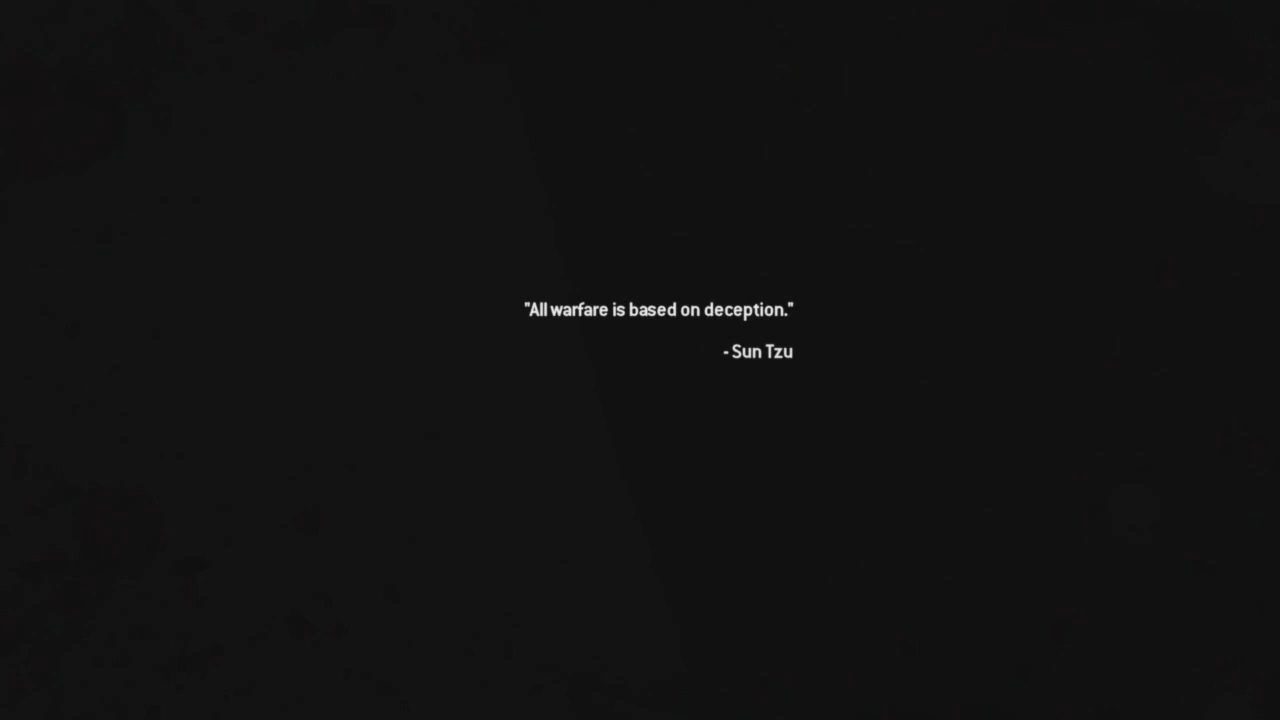 "All warfare is based on deception."
- Sun Tzu